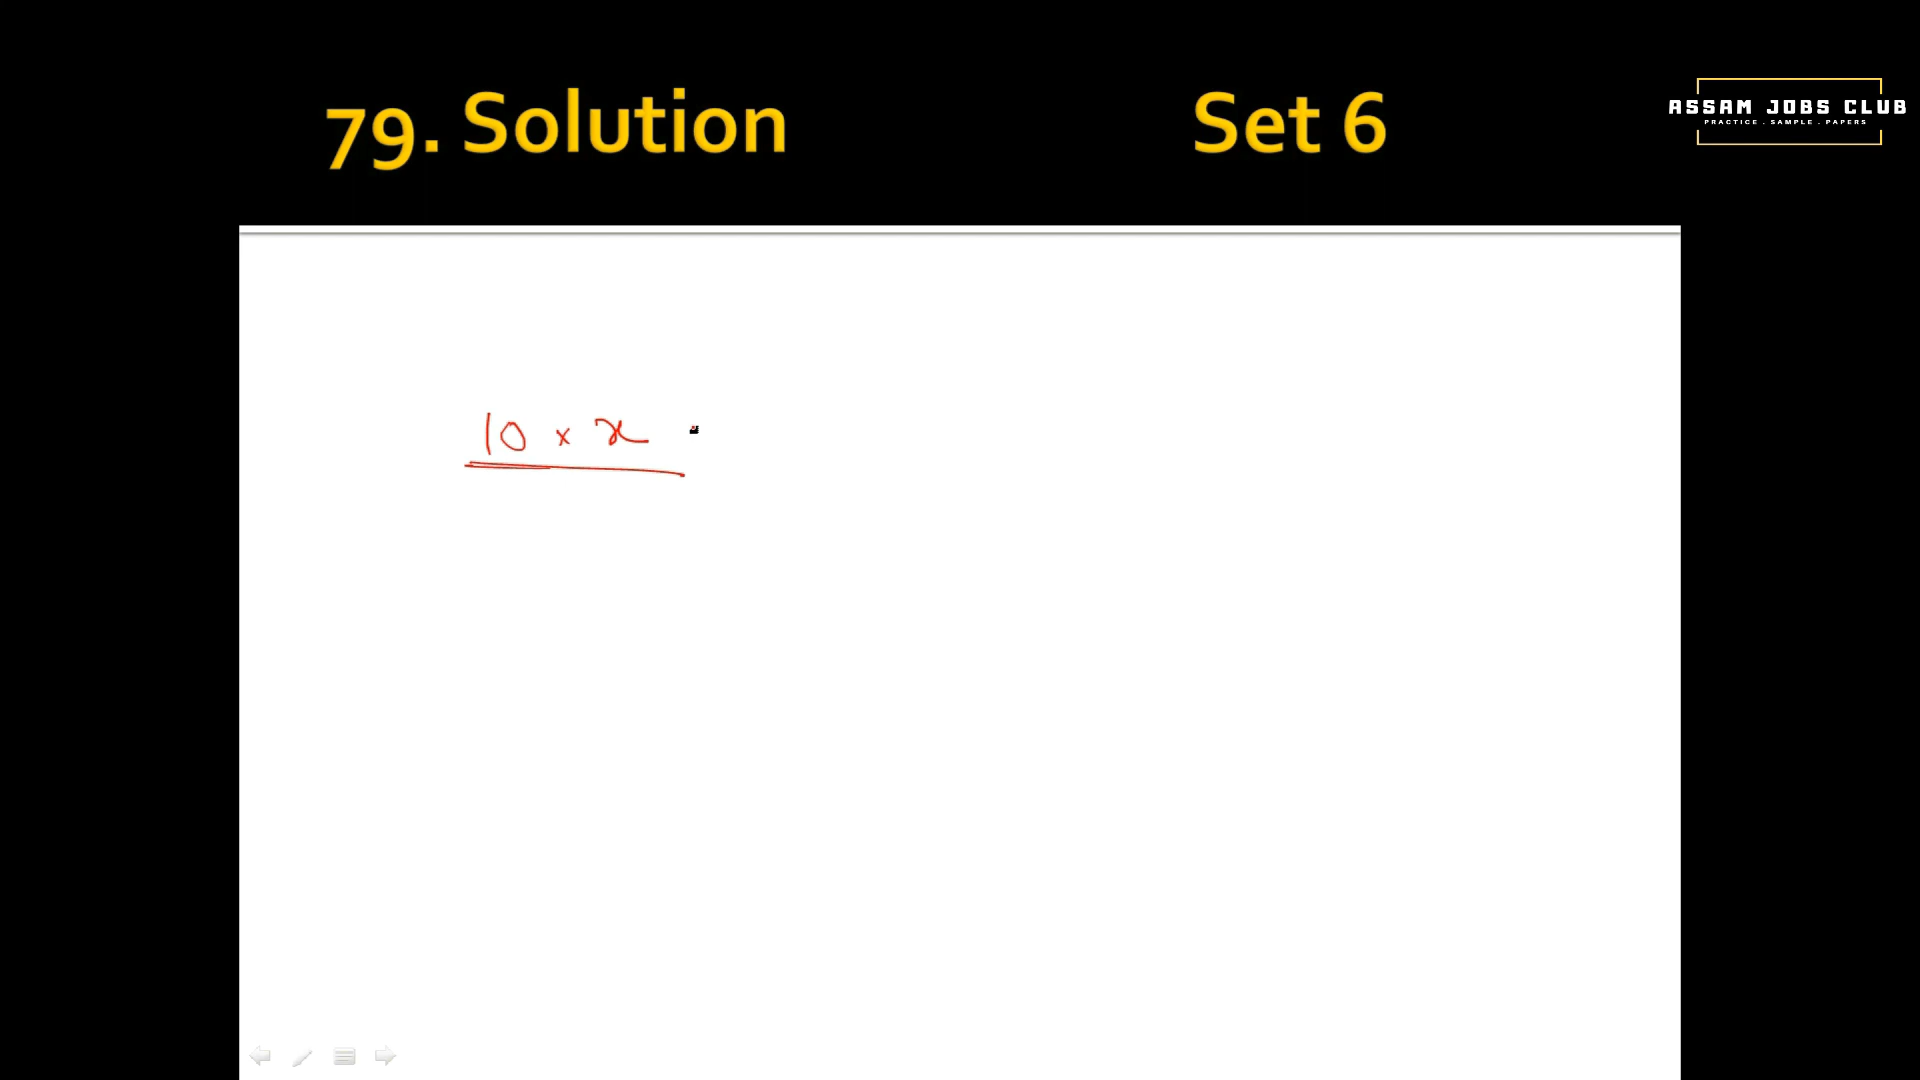 79. Solution
Set 6
ASSAM JOBS CLUB
PRACTICE . SAMPLE . PAPERS
10 × x